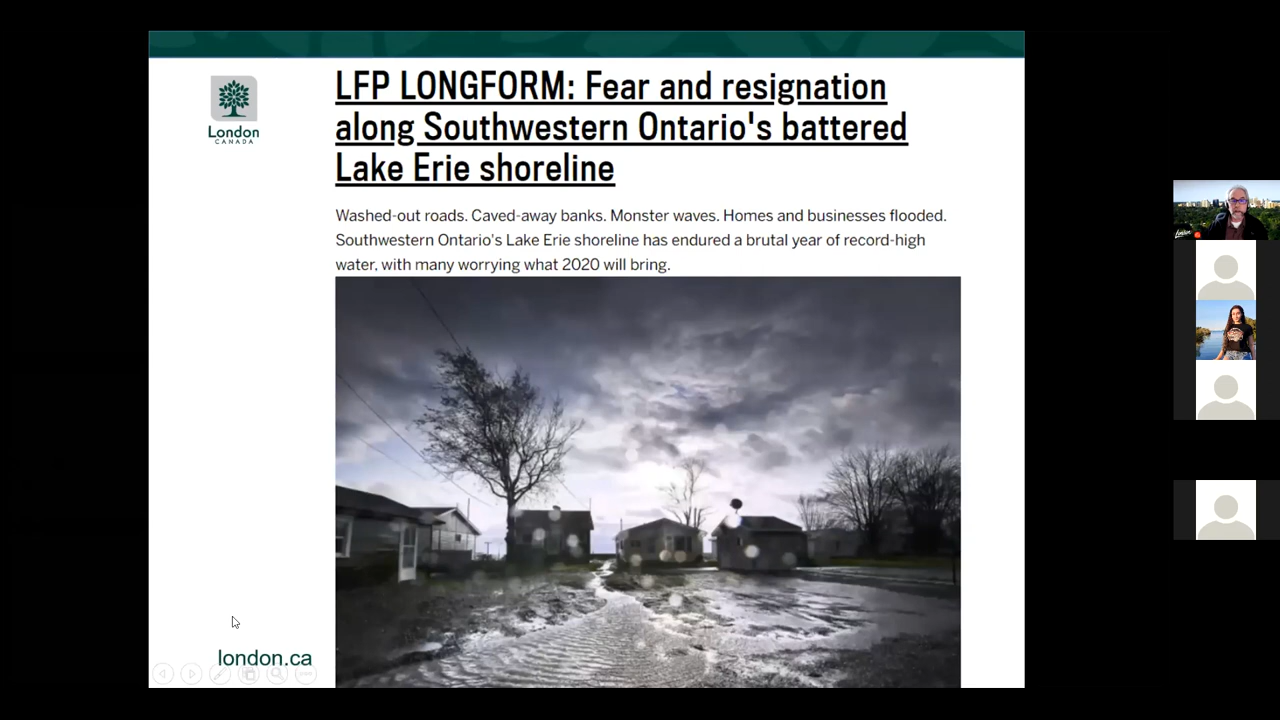 LFP LONGFORM: Fear and resignation
along Southwestern Ontario's battered
Lake Erie shoreline
London
CANADA
Washed-out roads. Caved-away banks. Monster waves. Homes and businesses flooded.
Southwestern Ontario's Lake Erie shoreline has endured a brutal year of record-high
water, with many worrying what 2020 will bring.
london.ca
London